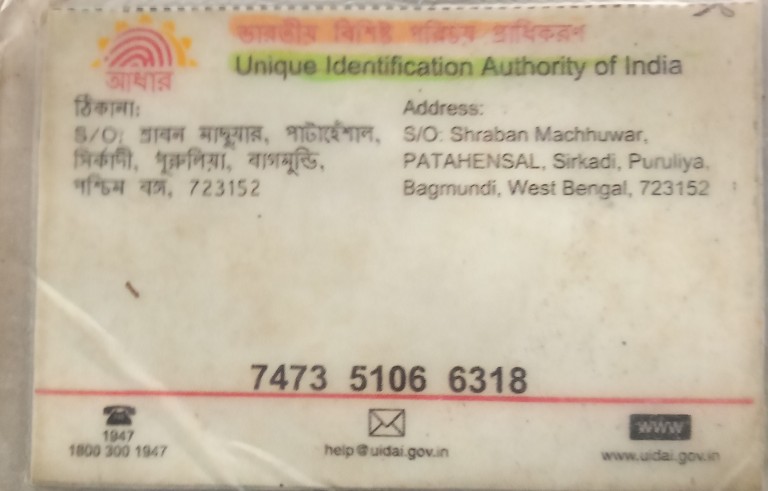 ভারতীয় বিশিষ্ট পরিচয় প্রাধিকরণ
Unique Identification Authority of India
আধার
ঠিকানা:
S/O: শ্রাবন মাছুয়ার, পাটাহেঁশাল,
সিরকাদী, পুরুলিয়া, বাগমুন্ডি,
পশ্চিম বঙ্গ, 723152
Address:
S/O: Shraban Machhuwar,
PATAHENSAL, Sirkadi, Puruliya,
Bagmundi, West Bengal, 723152
7473 5106 6318
1947
1800 300 1947
help@uidai.gov.in
www
www.uidai.gov.in